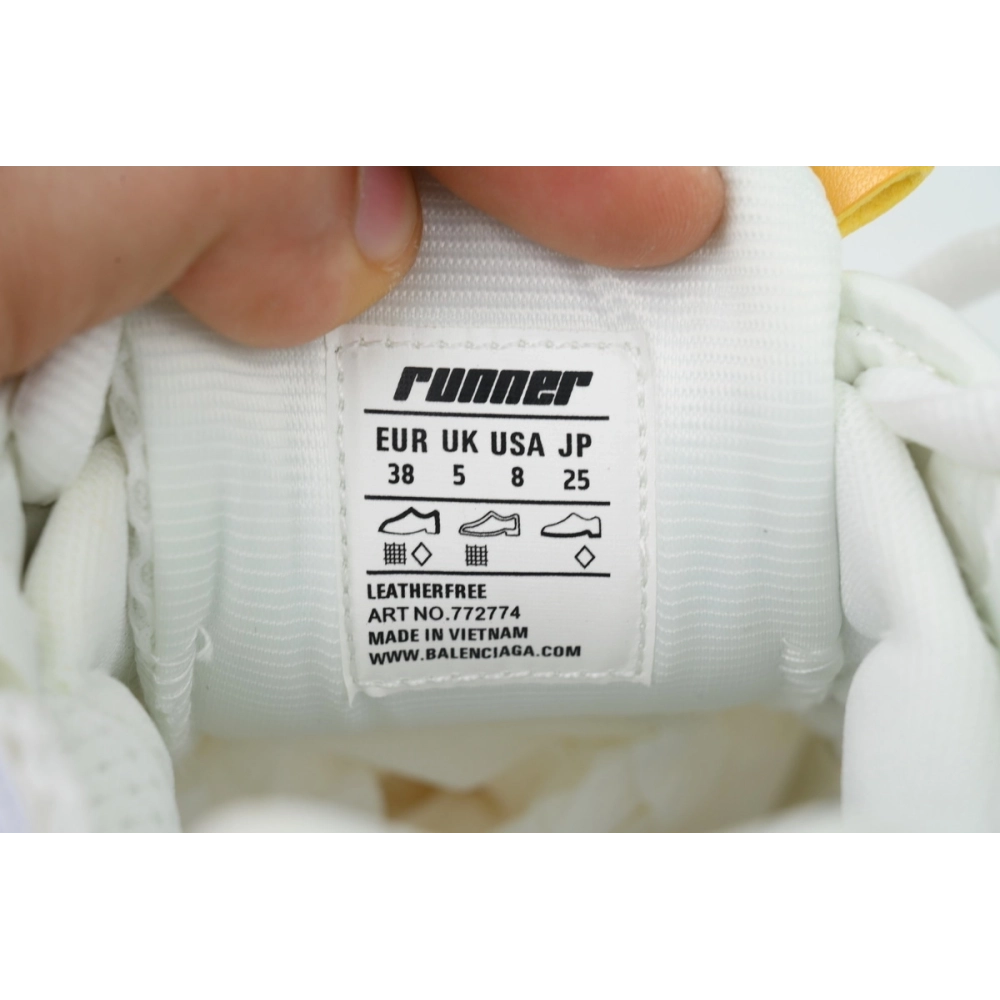 runner
EUR UK USA JP
38 5 8 25
LEATHERFREE
ART NO.772774
MADE IN VIETNAM
WWW.BALENCIAGA.COM